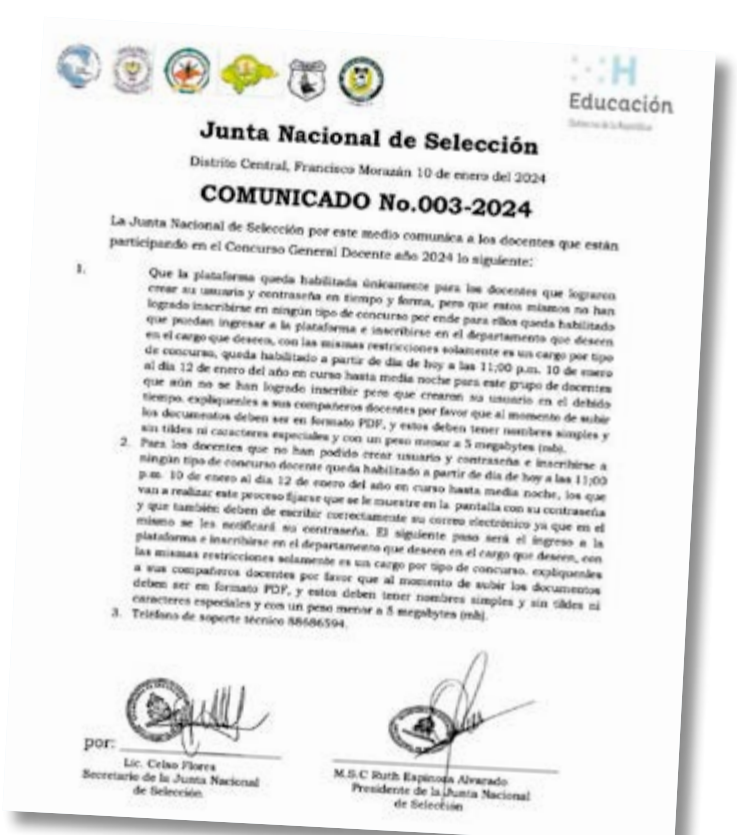 H
Educación
Junta Nacional de Selección
Distrito Central, Francisco Morazán 10 de enero del 2024
COMUNICADO No.003-2024
La Junta Nacional de Selección por este medio comunica a los docentes que están
participando en el Concurso General Docente año 2024 lo siguiente:
1. Que la plataforma queda habilitada únicamente para los docentes que lograron
crear su usuario y contraseña en tiempo y forma, pero que estos mismos no han
logrado inscribirse en ningún tipo de concurso por ende para ellos queda habilitado
que puedan ingresar a la plataforma e inscribirse en el departamento que deseen
en el cargo que deseen, con las mismas restricciones solamente es un cargo por tipo
de concurso, queda habilitado a partir de dia de hoy a las 11;00 p.m. 10 de enero
al día 12 de enero del año en curso hasta media noche para este grupo de docentes
que aún no se han logrado inscribir pero que crearon su usuario en el debido
tiempo. expliquenles a sus compañeros docentes por favor que al momento de subir
los documentos deben ser en formato PDF, y estos deben tener nombres simples y
sin tildes ni caracteres especiales y con un peso menor a 5 megabytes (mb).
2. Para los docentes que no han podido crear usuario y contraseña e inscribirse a
ningún tipo de concurso docente queda habilitado a partir de dia de hoy a las 11;00
p.m. 10 de enero al día 12 de enero del año en curso hasta media noche, los que
van a realizar este proceso fijarse que se le muestre en la pantalla con su contraseña
y que también deben de escribir correctamente su correo electrónico ya que en el
mismo se les notificará su contraseña. El siguiente paso será el ingreso a la
plataforma e inscribirse en el departamento que deseen en el cargo que deseen, con
las mismas restricciones solamente es un cargo por tipo de concurso. expliquenles
a sus compañeros docentes por favor que al momento de subir los documentos
deben ser en formato PDF, y estos deben tener nombres simples y sin tildes ni
caracteres especiales y con un peso menor a 5 megabytes (mb).
3. Teléfono de soporte técnico 88686594.
por:
Lic. Celso Flores
Secretario de la Junta Nacional
de Selección
M.S.C Ruth Espinoza Alvarado
Presidente de la Junta Nacional
de Selección